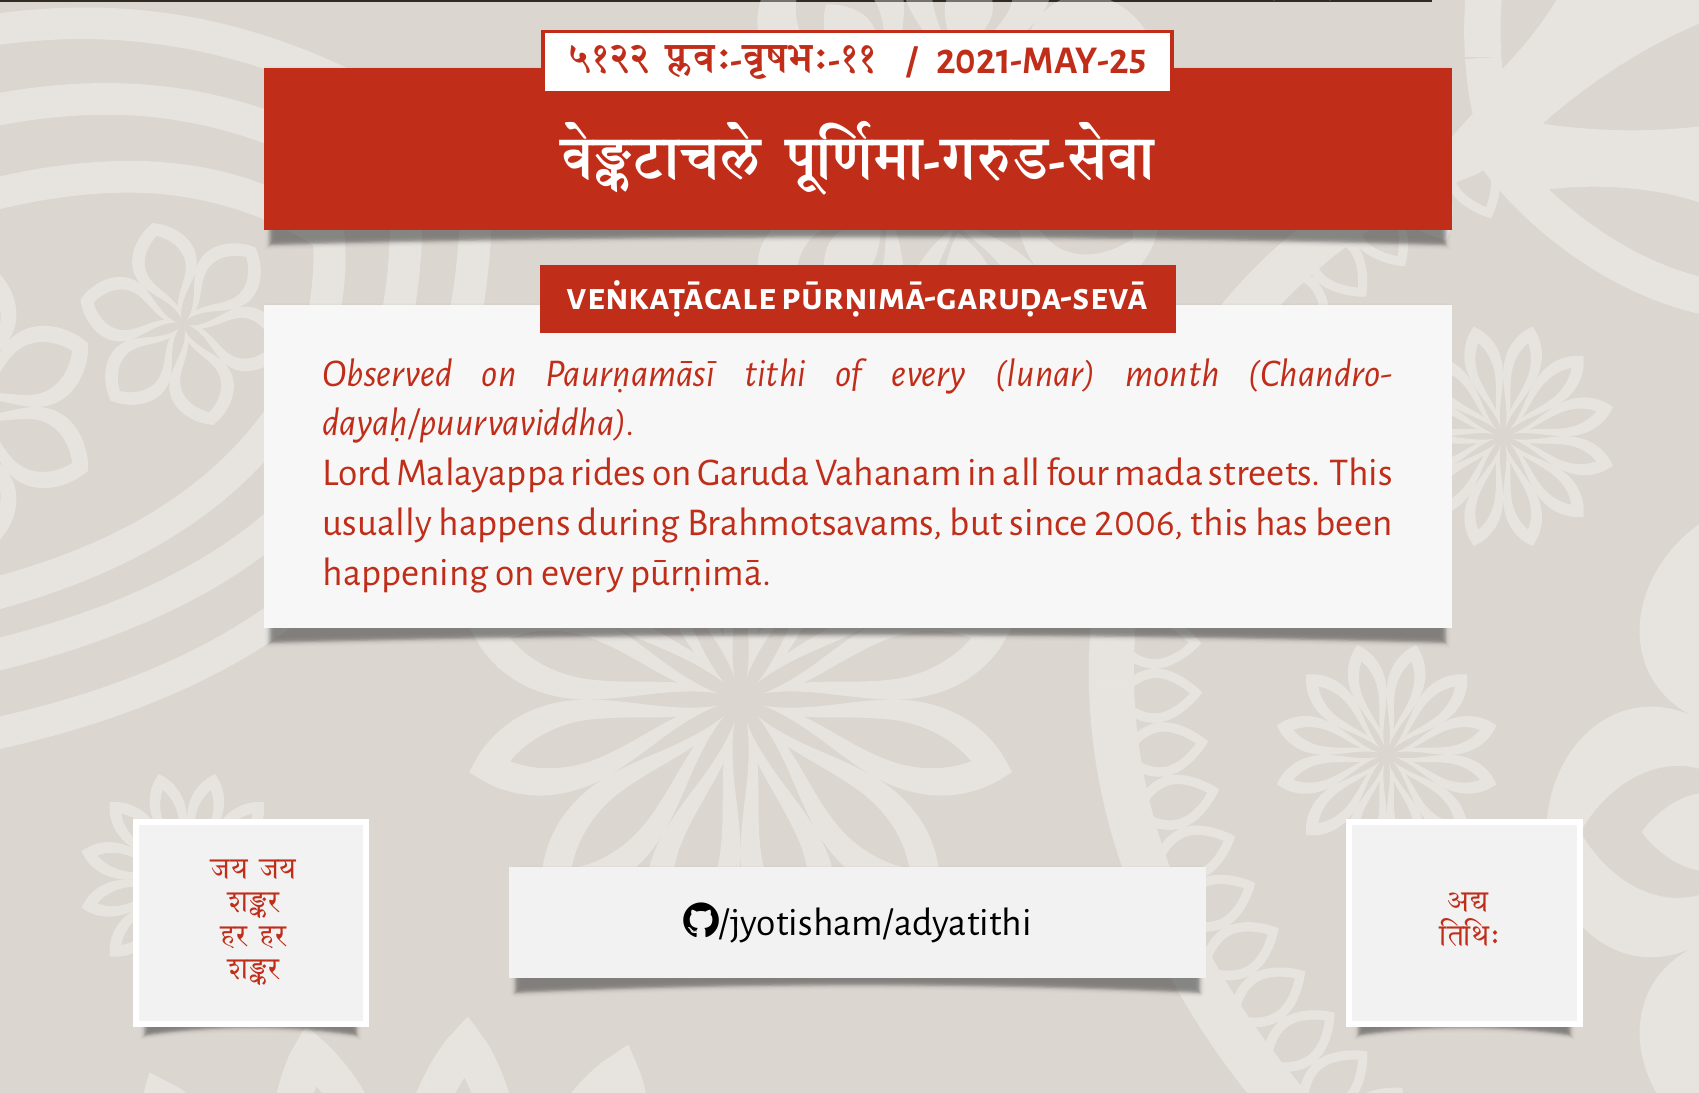 ५१२२ प्लवः-वृषभः-११ / 2021-MAY-25
वेङ्कटाचले पूर्णिमा-गरुड-सेवा
VEṄKAṬĀCALE PŪRṆIMĀ-GARUḌA-SEVĀ
Observed on Paurṇamāsī tithi of every (lunar) month (Chandro-
dayaḥ/puurvaviddha).
Lord Malayappa rides on Garuda Vahanam in all four mada streets. This
usually happens during Brahmotsavams, but since 2006, this has been
happening on every pūrṇimā.
जय जय
शङ्कर
हर हर
शङ्कर
/jyotisham/adyatithi
अद्य
तिथिः